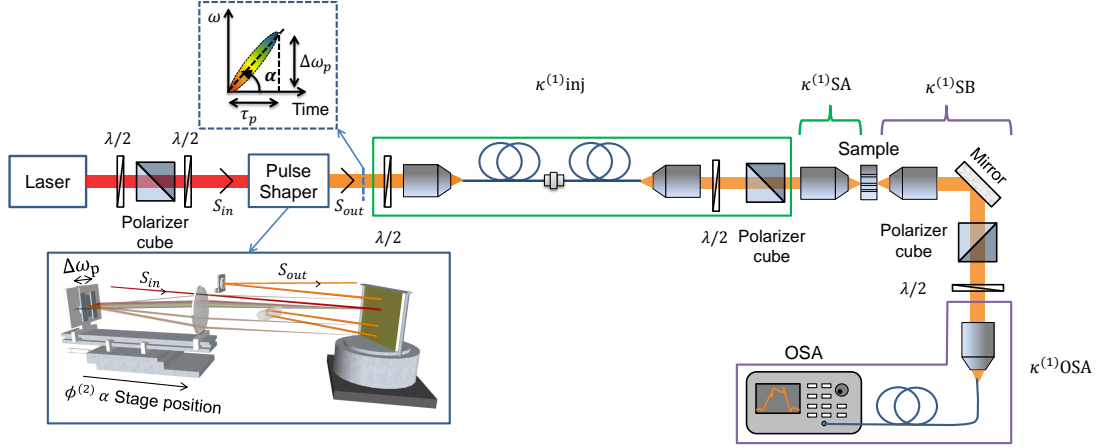 ω
Δω_p
α
τ_p
Time
κ^(1)inj
κ^(1)SA
κ^(1)SB
λ/2
λ/2
Sample
Mirror
Laser
Pulse
Shaper
S_in
S_out
Polarizer
cube
λ/2
λ/2
Polarizer cube
Polarizer
cube
λ/2
Δω_p
S_in
S_out
ϕ^(2) α Stage position
OSA
κ^(1)OSA